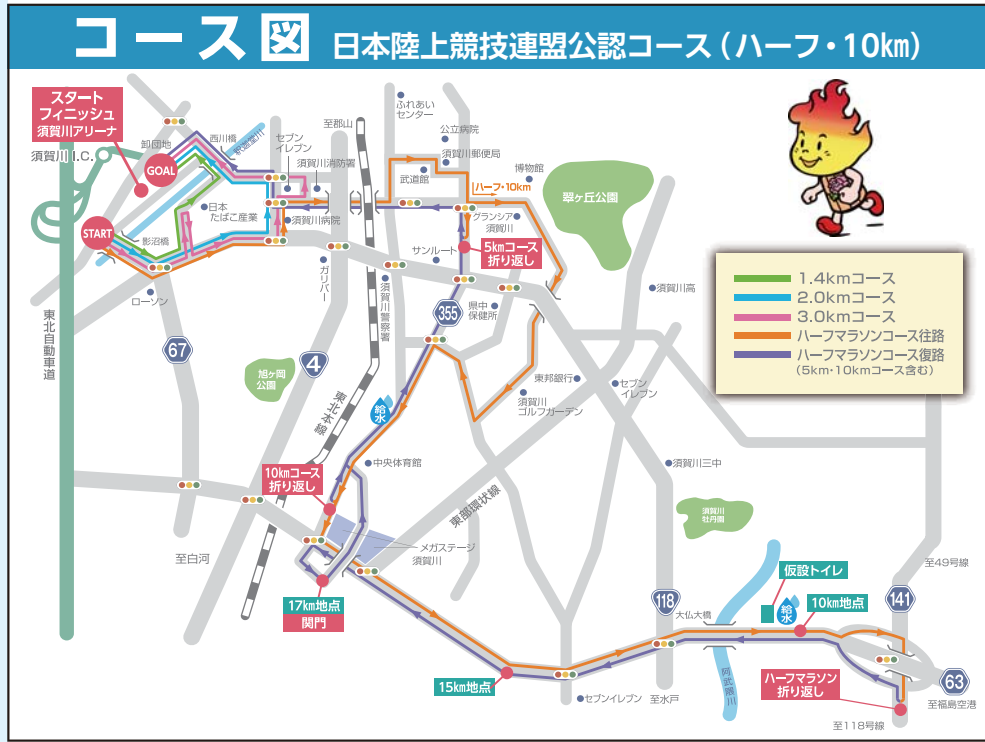 コース図 日本陸上競技連盟公認コース（ハーフ・10km）
スタート
フィニッシュ
須賀川アリーナ
須賀川 I.C.
卸団地
西川橋
釈迦堂川
セブン
イレブン
須賀川消防署
至郡山
ふれあい
センター
公立病院
須賀川郵便局
武道館
博物館
ハーフ・10km
翠ヶ丘公園
GOAL
START
日本
たばこ産業
須賀川病院
影沼橋
ローソン
グランシア
須賀川
サンルート
5kmコース
折り返し
ガリバー
須賀川警察署
県中
保健所
須賀川高
355
1.4kmコース
2.0kmコース
3.0kmコース
ハーフマラソンコース往路
ハーフマラソンコース復路
（5km・10kmコース含む）
東北自動車道
67
4
旭ヶ岡
公園
東北本線
給水
東邦銀行
須賀川
ゴルフガーデン
セブン
イレブン
中央体育館
10kmコース
折り返し
東部環状線
須賀川三中
須賀川
牡丹園
メガステージ
須賀川
至白河
17km地点
関門
15km地点
セブンイレブン
至水戸
118
大仏大橋
仮設トイレ
給水
10km地点
阿武隈川
141
至49号線
63
至福島空港
ハーフマラソン
折り返し
至118号線